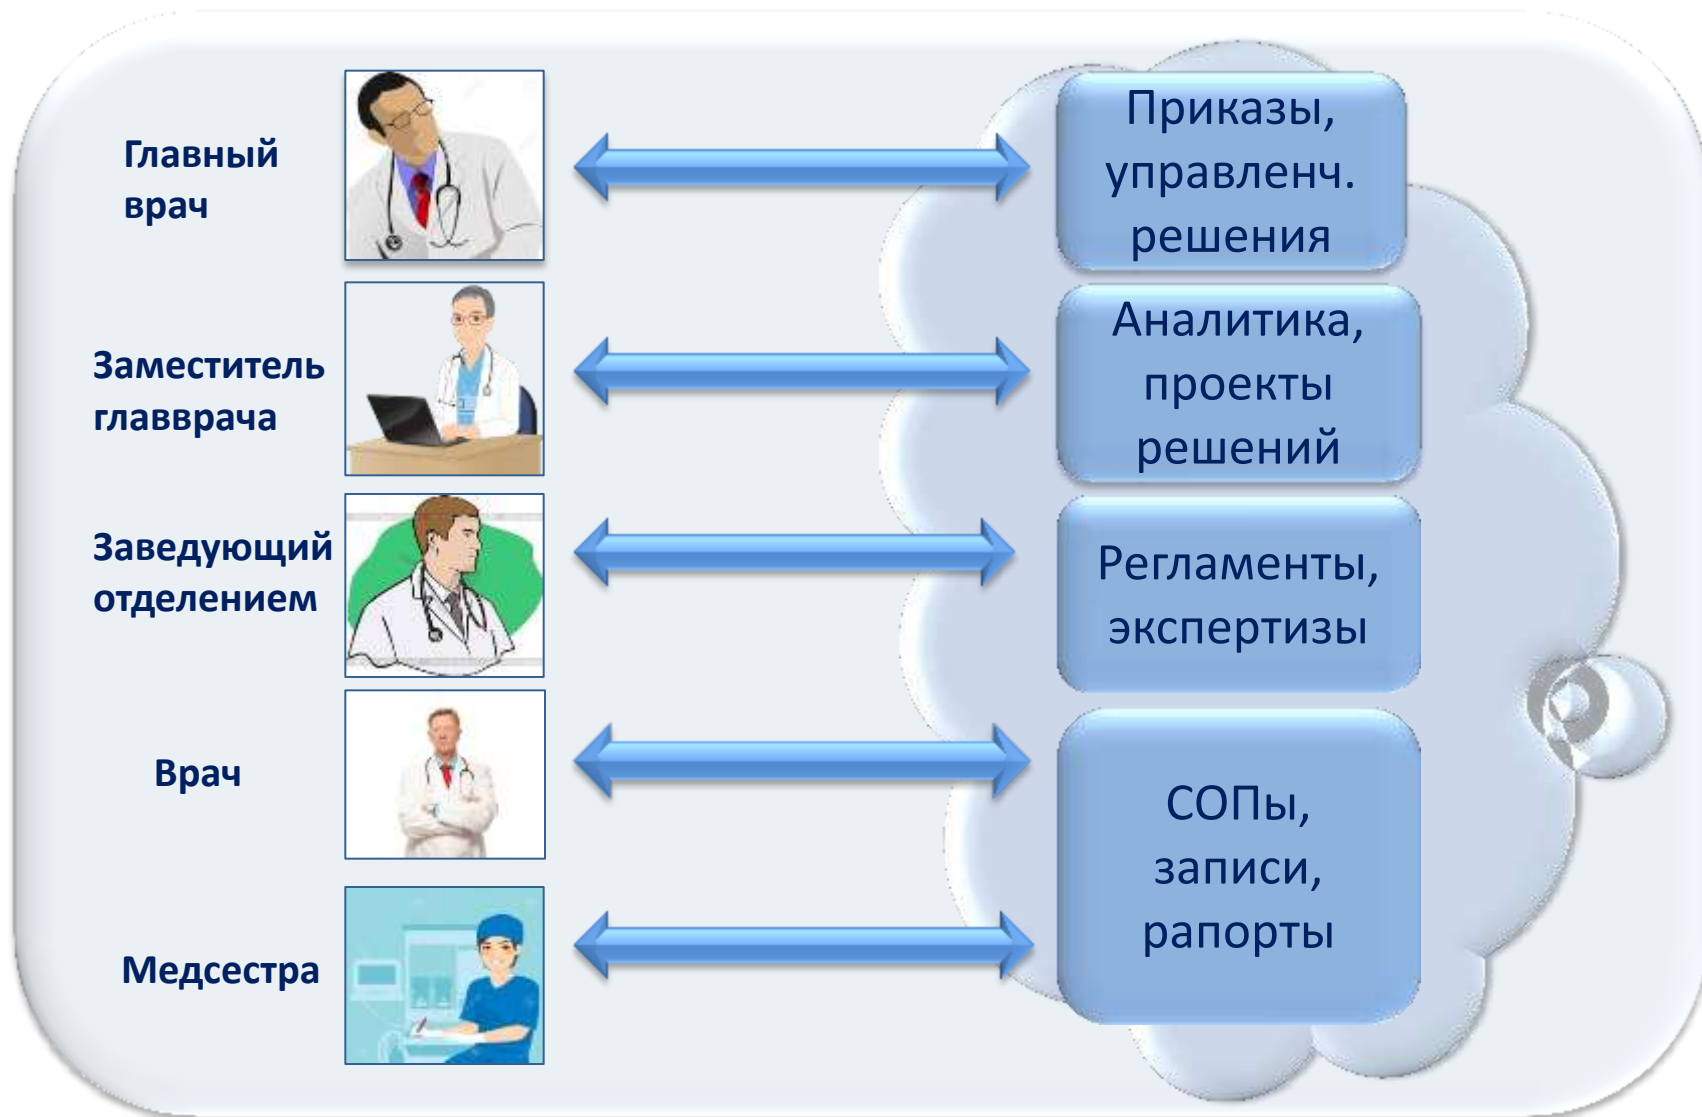 Главный
врач
Приказы,
управленч.
решения
Заместитель
главврача
Аналитика,
проекты
решений
Заведующий
отделением
Регламенты,
экспертизы
Врач
СОПы,
записи,
рапорты
Медсестра